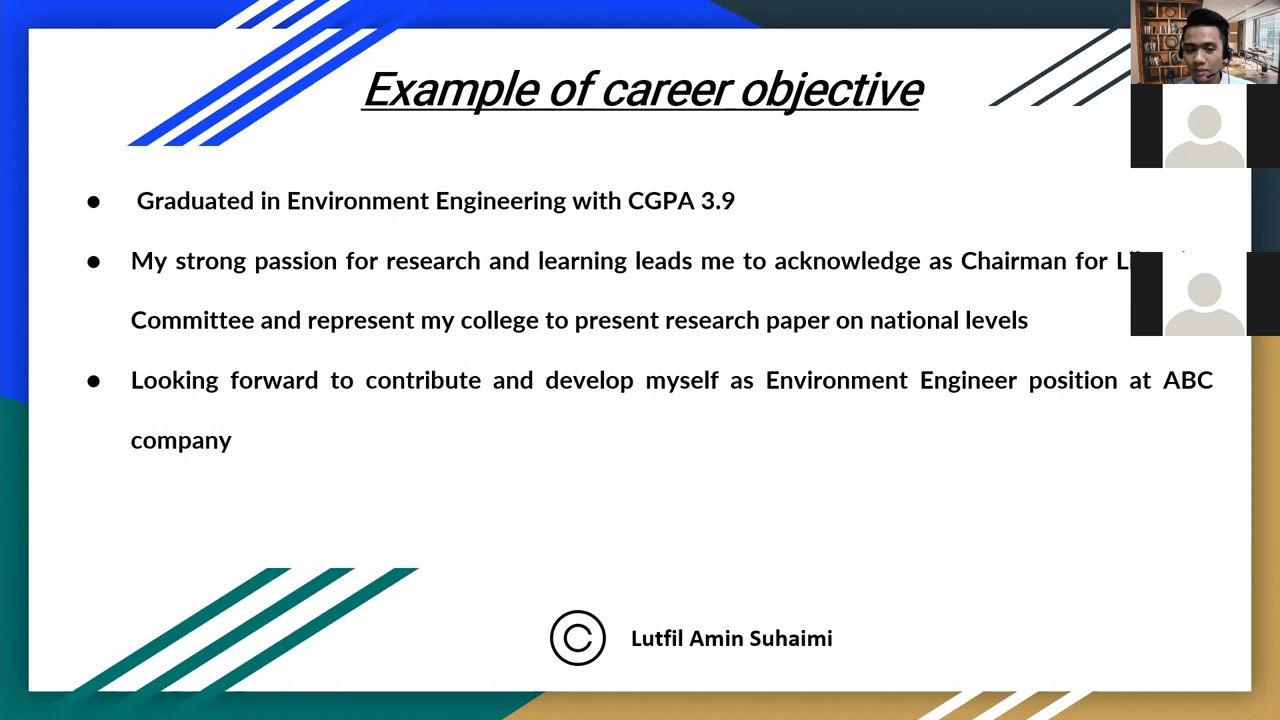 Example of career objective
● Graduated in Environment Engineering with CGPA 3.9
● My strong passion for research and learning leads me to acknowledge as Chairman for
Committee and represent my college to present research paper on national levels
● Looking forward to contribute and develop myself as Environment Engineer position at ABC
company
© Lutfil Amin Suhaimi